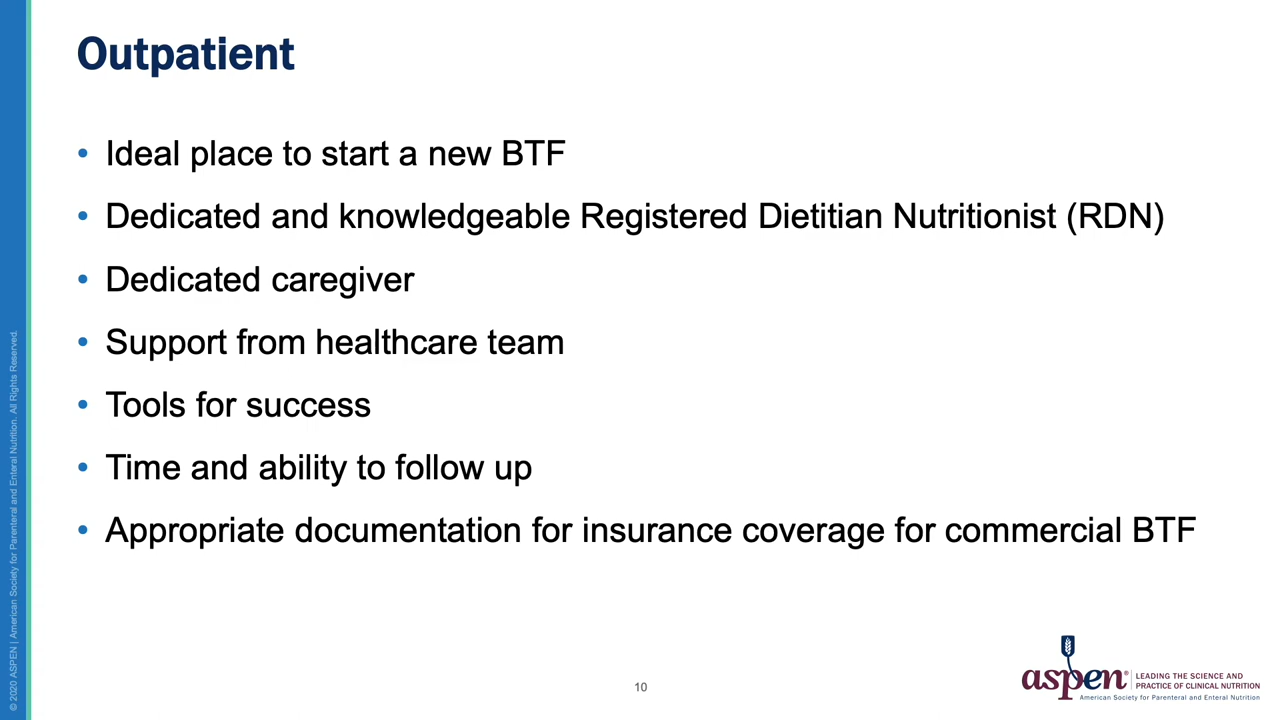 Outpatient
• Ideal place to start a new BTF
• Dedicated and knowledgeable Registered Dietitian Nutritionist (RDN)
• Dedicated caregiver
• Support from healthcare team
• Tools for success
• Time and ability to follow up
• Appropriate documentation for insurance coverage for commercial BTF
© 2020 ASPEN | American Society for Parenteral and Enteral Nutrition. All Rights Reserved.
10
aspen®
LEADING THE SCIENCE AND
PRACTICE OF CLINICAL NUTRITION
American Society for Parenteral and Enteral Nutrition